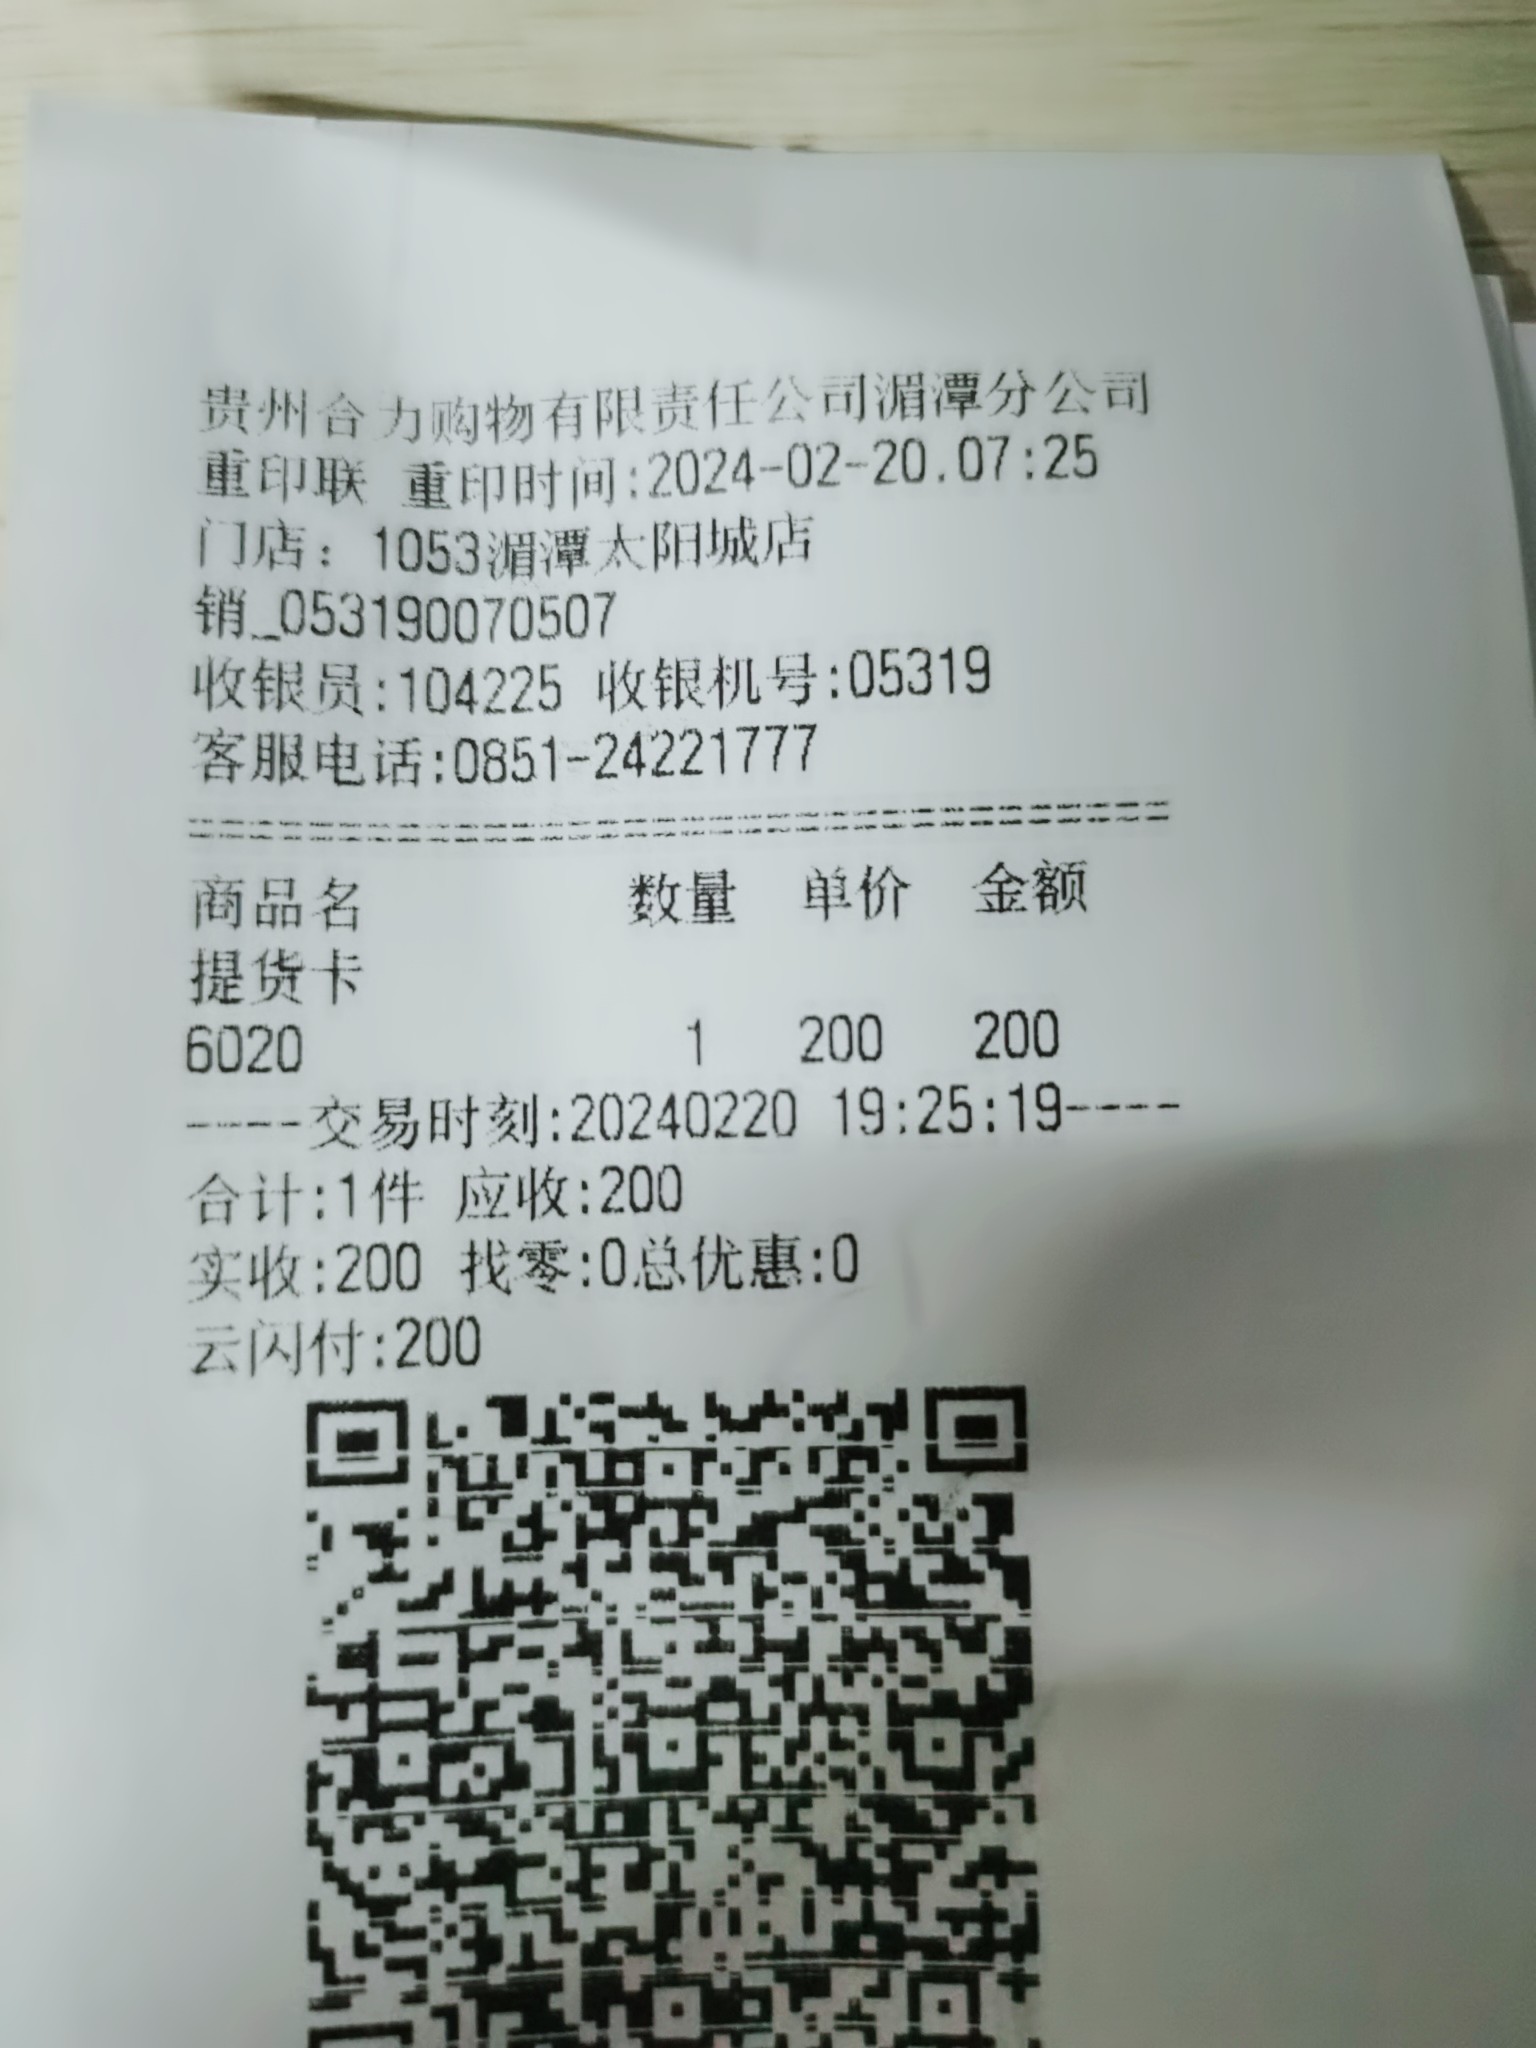 贵州合力购物有限责任公司湄潭分公司
重印联 重印时间:2024-02-20.07:25
门店：1053湄潭太阳城店
销_053190070507
收银员:104225 收银机号:05319
客服电话:0851-24221777
商品名 数量 单价 金额
提货卡
6020 1 200 200
----交易时刻:20240220 19:25:19----
合计:1件 应收:200
实收:200 找零:0总优惠:0
云闪付:200